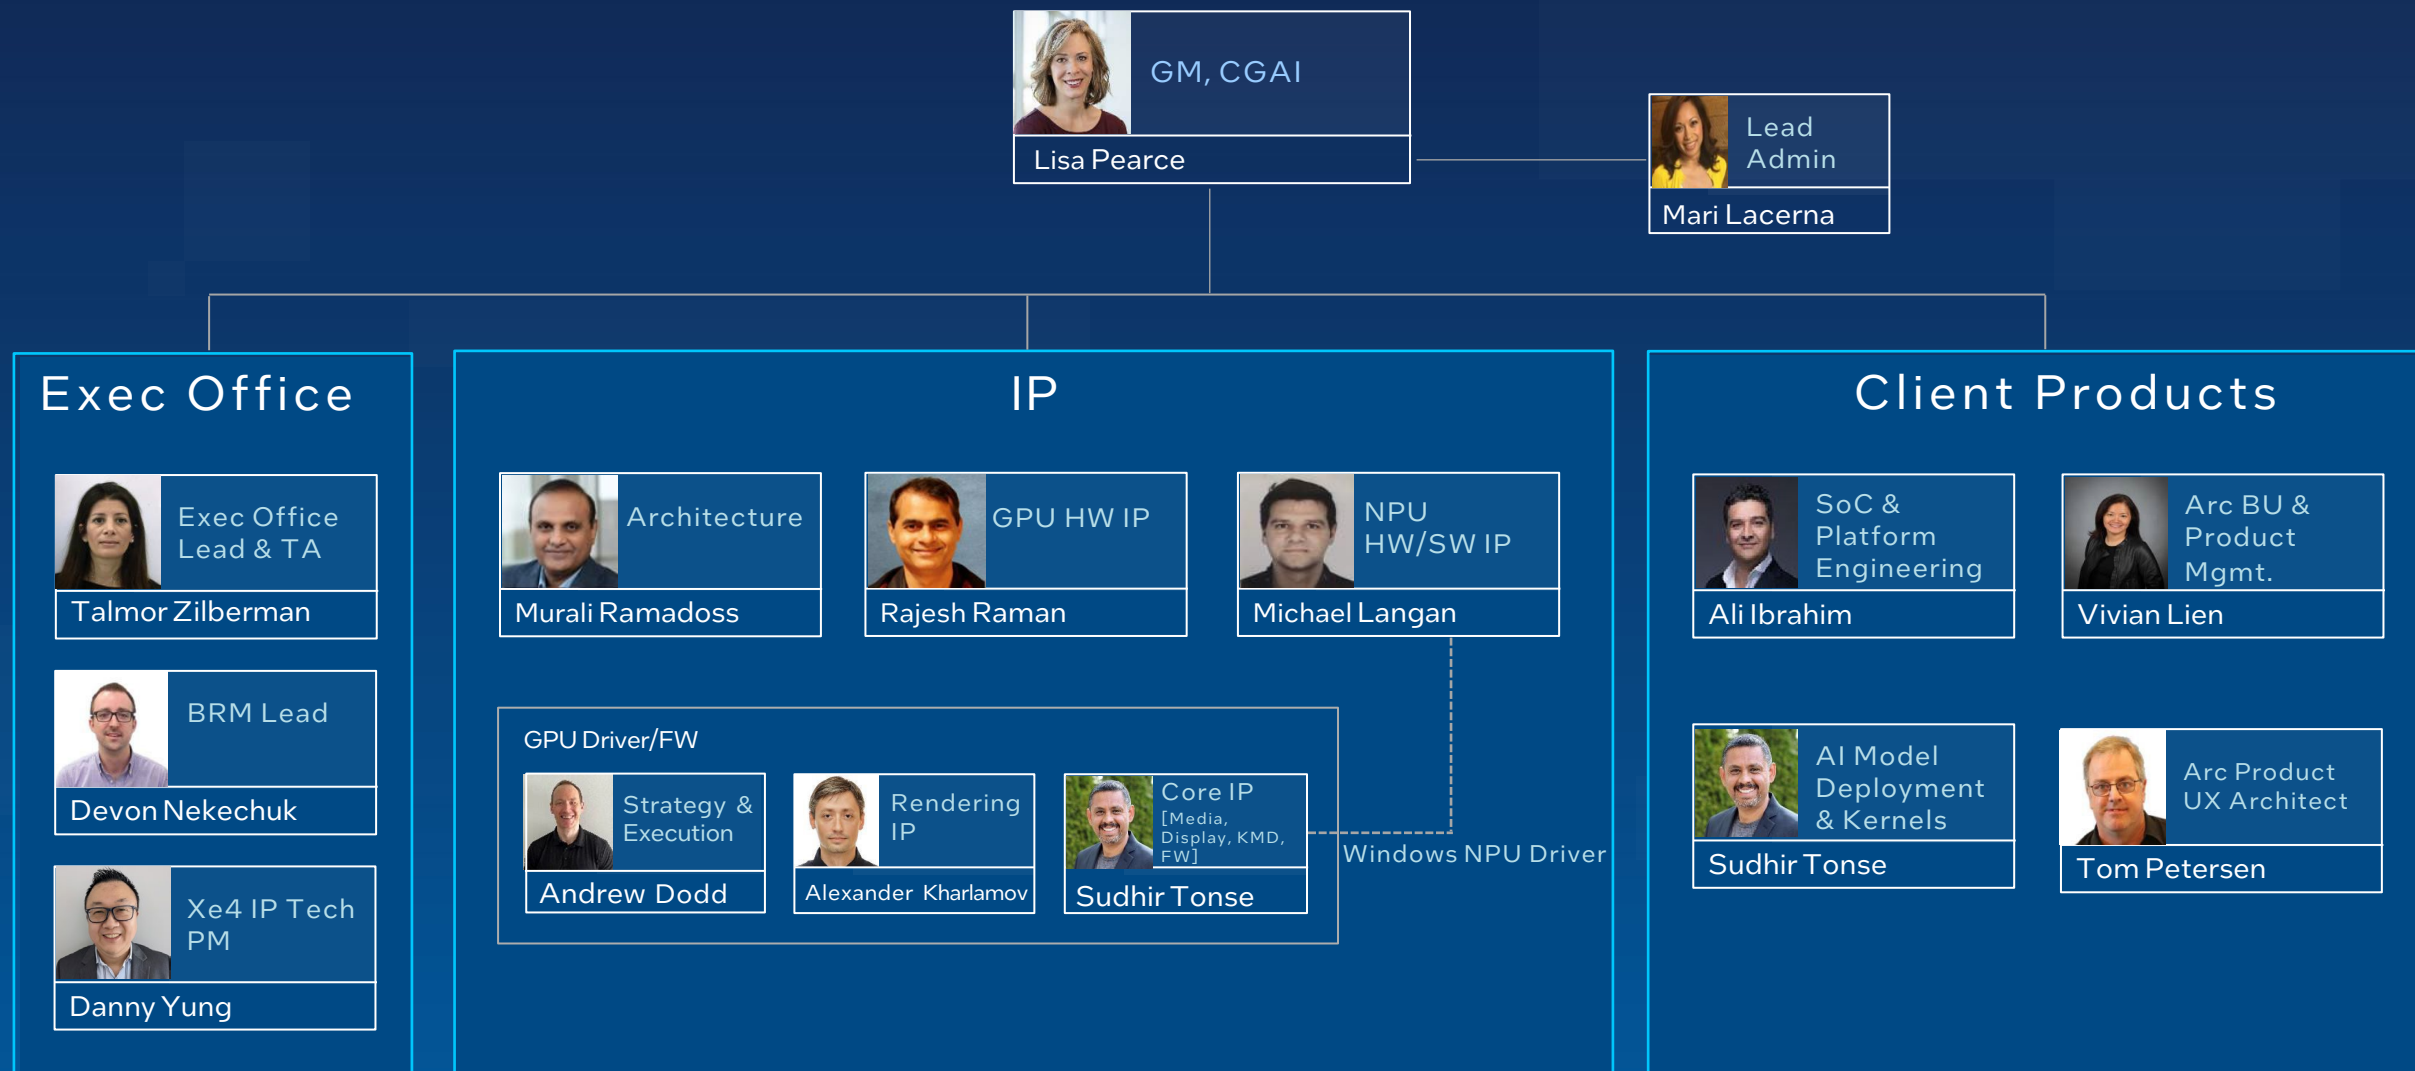 GM, CGAI
Lisa Pearce
Lead
Admin
Mari Lacerna
Exec Office
Exec Office
Lead & TA
Talmor Zilberman
BRM Lead
Devon Nekechuk
Xe4 IP Tech
PM
Danny Yung
IP
Architecture
Murali Ramadoss
GPU HW IP
Rajesh Raman
NPU
HW/SW IP
Michael Langan
GPU Driver/FW
Strategy &
Execution
Andrew Dodd
Rendering
IP
Alexander Kharlamov
Core IP
[Media,
Display, KMD,
FW]
Sudhir Tonse
Windows NPU Driver
Client Products
SoC &
Platform
Engineering
Ali Ibrahim
Arc BU &
Product
Mgmt.
Vivian Lien
AI Model
Deployment
& Kernels
Sudhir Tonse
Arc Product
UX Architect
Tom Petersen